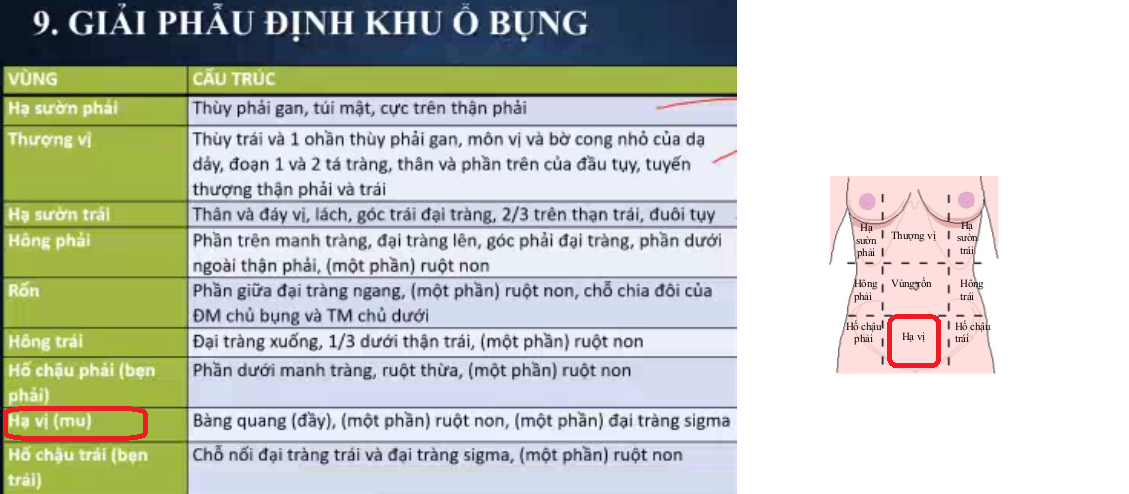 9. GIẢI PHẪU ĐỊNH KHU Ổ BỤNG
VÙNG CẤU TRÚC
Hạ sườn phải Thùy phải gan, túi mật, cực trên thận phải
Thượng vị Thùy trái và 1 ohần thùy phải gan, môn vị và bờ cong nhỏ của dạ
dảy, đoạn 1 và 2 tá tràng, thân và phần trên của đầu tụy, tuyến
thượng thận phải và trái
Hạ sườn trái Thân và đáy vị, lách, góc trái đại tràng, 2/3 trên thạn trái, đuôi tụy
Hông phải Phần trên manh tràng, đại tràng lên, góc phải đại tràng, phần dưới
ngoài thận phải, (một phần) ruột non
Rốn Phần giữa đại tràng ngang, (một phần) ruột non, chỗ chia đôi của
ĐM chủ bụng và TM chủ dưới
Hông trái Đại tràng xuống, 1/3 dưới thận trái, (một phần) ruột non
Hố chậu phải (bẹn Phần dưới manh tràng, ruột thừa, (một phần) ruột non
phải)
Hạ vị (mu) Bàng quang (đầy), (một phần) ruột non, (một phần) đại tràng sigma
Hố chậu trái (bẹn Chỗ nối đại tràng trái và đại tràng sigma, (một phần) ruột non
trái)
Hạ
sườn
phải
Thượng vị
Hạ
sườn
trái
Hông
phải
Vùng rốn
Hông
trái
Hố chậu
phải
Hạ vị
Hố chậu
trái